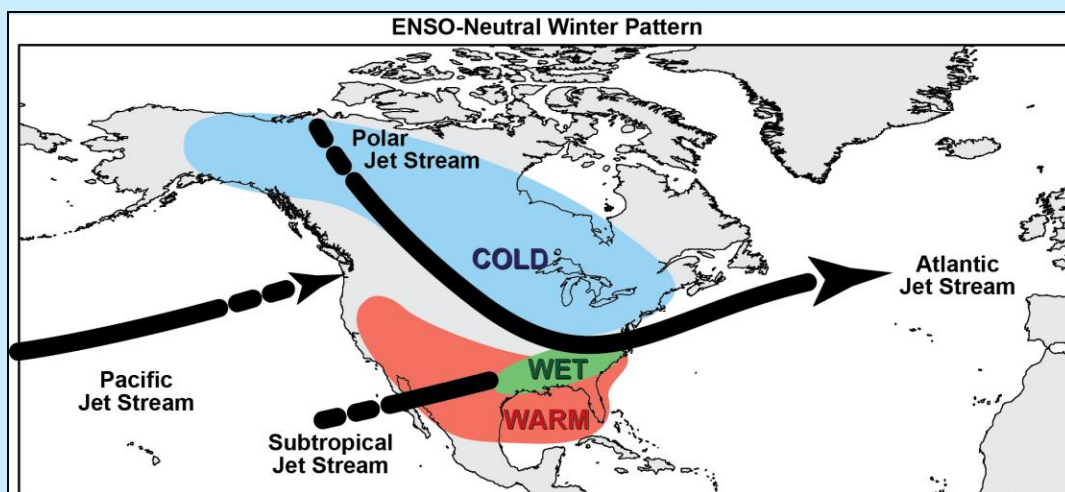 ENSO-Neutral Winter Pattern
Polar
Jet Stream
COLD
Atlantic
Jet Stream
WET
Pacific
Jet Stream
WARM
Subtropical
Jet Stream